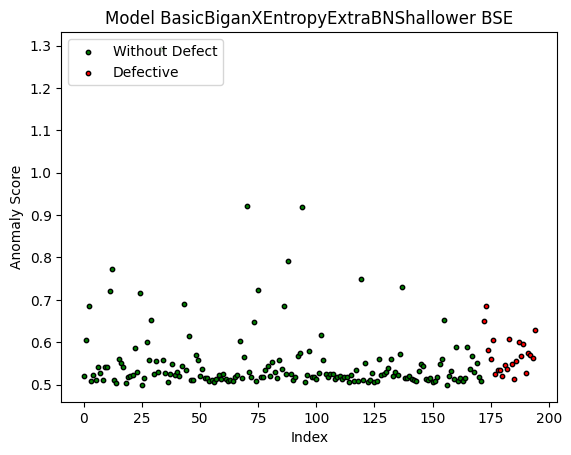 Model BasicBiganXEntropyExtraBNShallower BSE
Without Defect
Defective
1.3
1.2
1.1
1.0
0.9
0.8
0.7
0.6
0.5
Anomaly Score
0 25 50 75 100 125 150 175 200
Index